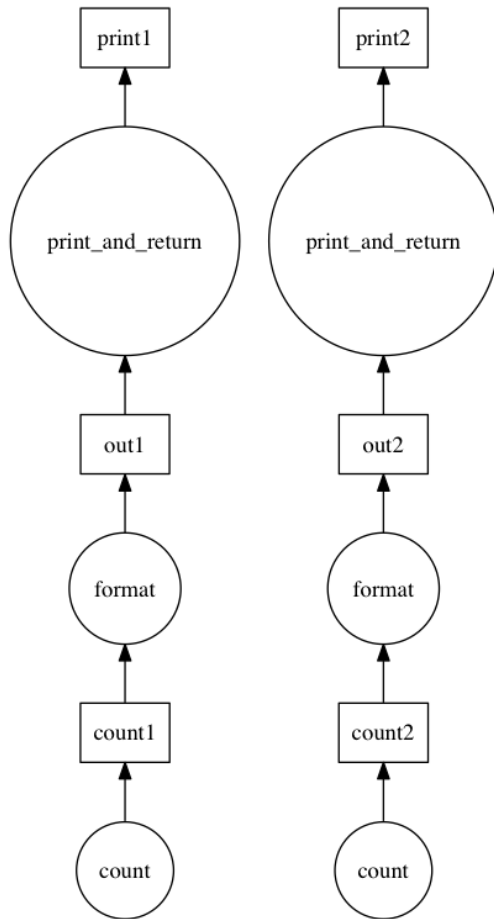 print1
print2
print_and_return
print_and_return
out1
out2
format
format
count1
count2
count
count